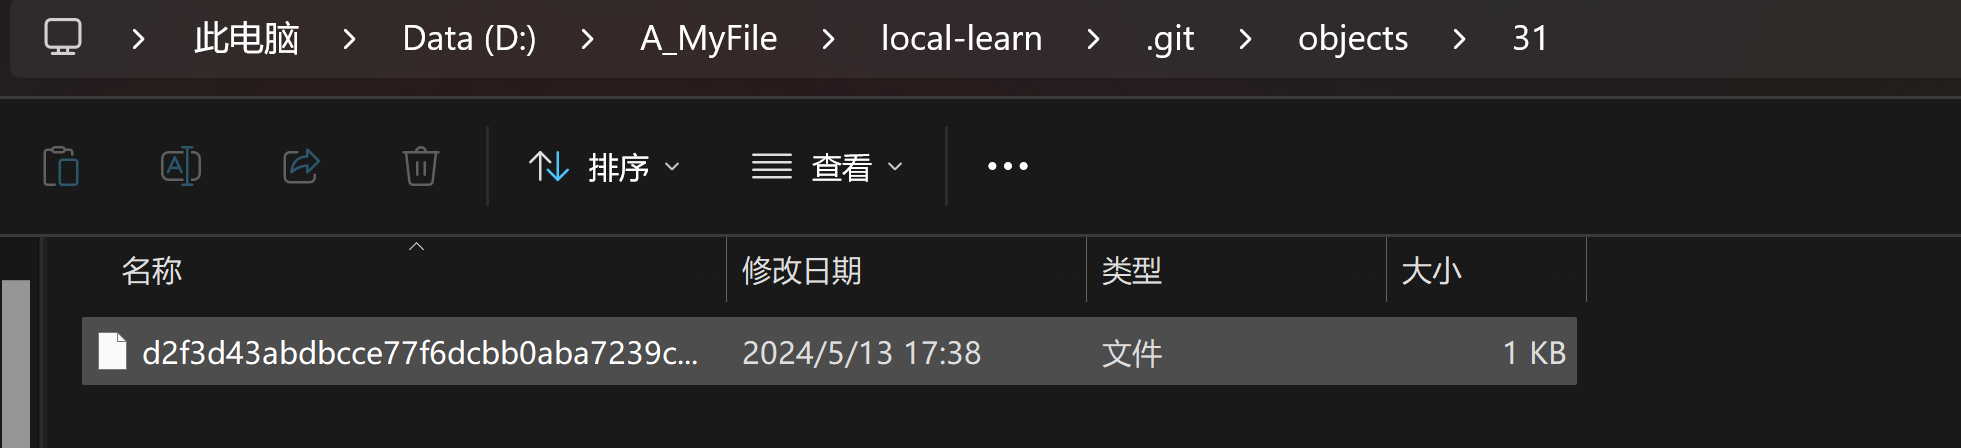 此电脑 > Data (D:) > A_MyFile > local-learn > .git > objects > 31
排序 查看 •••
名称 修改日期 类型 大小
d2f3d43abdbcce77f6dcbb0aba7239c... 2024/5/13 17:38 文件 1 KB